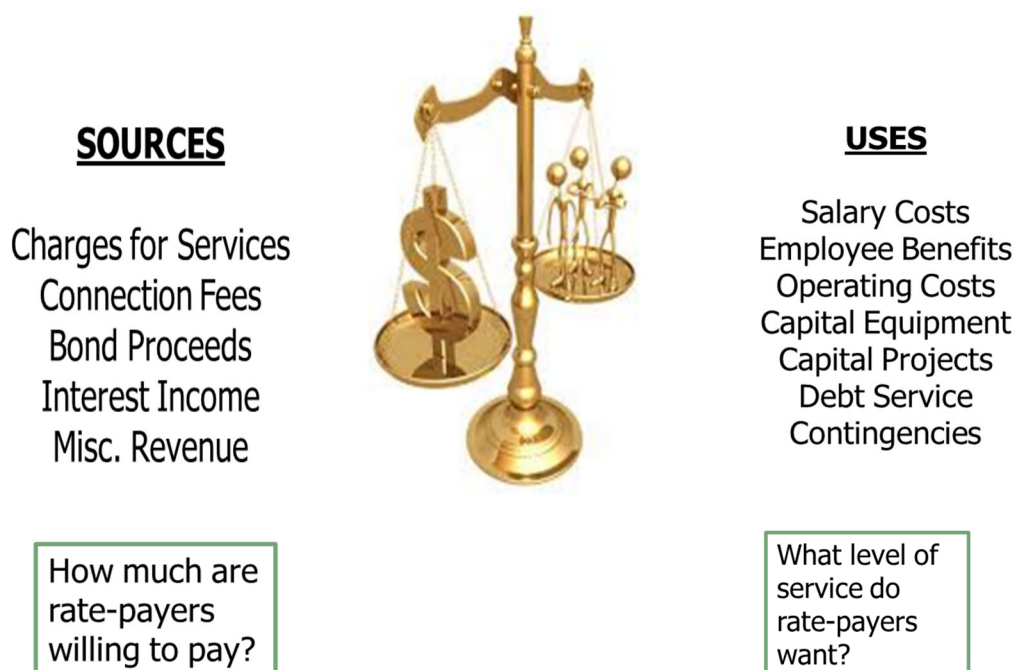 SOURCES
Charges for Services
Connection Fees
Bond Proceeds
Interest Income
Misc. Revenue
How much are
rate-payers
willing to pay?
USES
Salary Costs
Employee Benefits
Operating Costs
Capital Equipment
Capital Projects
Debt Service
Contingencies
What level of
service do
rate-payers
want?